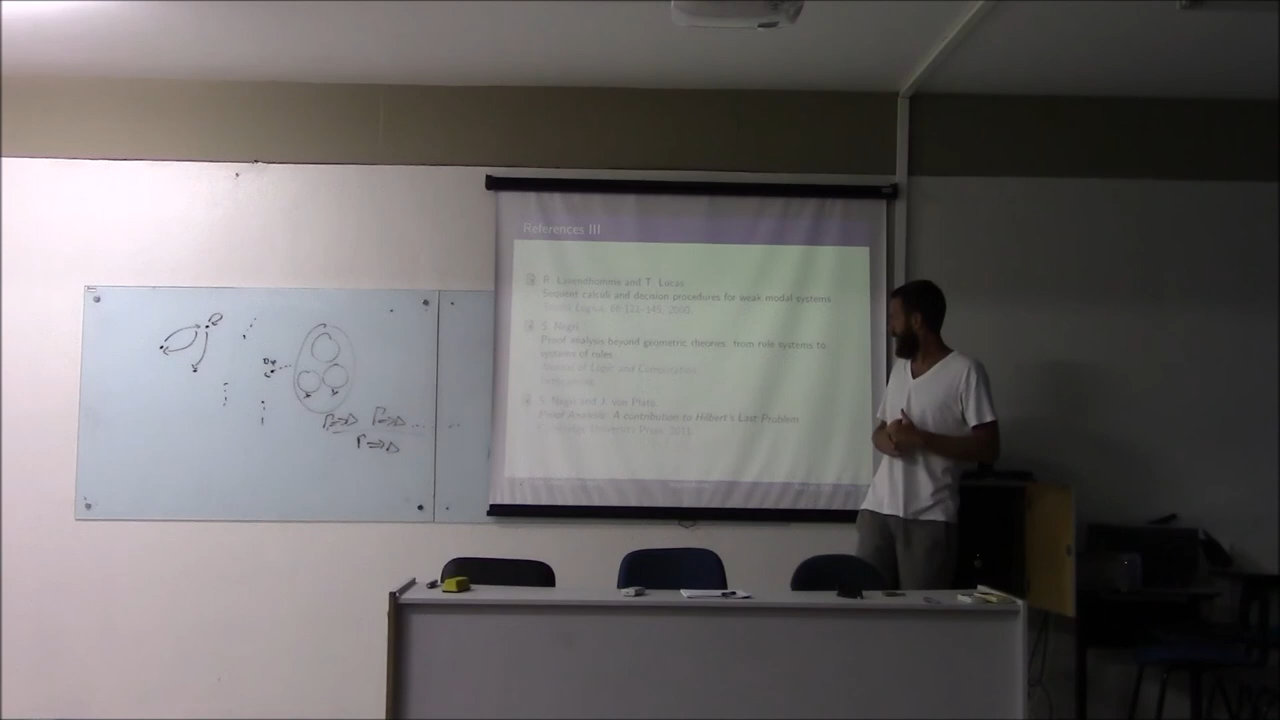 References III
R. Lavendhomme and T. Lucas
Sequent calculi and decision procedures for weak modal systems
Studia Logica, 66:121–145, 2000.
S. Negri
Proof analysis beyond geometric theories: from rule systems to
systems of rules
Journal of Logic and Computation
S. Negri and J. von Plato
Proof Analysis: A contribution to Hilbert's Last Problem
Cambridge University Press, 2011.
Γ⇒Δ Γ⇒Δ
Γ⇒Δ